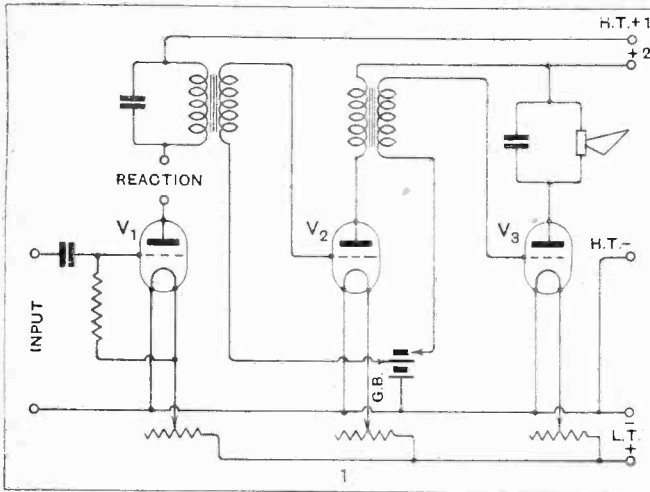 H.T.+1
+2
REACTION
V1
V2
V3
H.T.-
INPUT
G.B.
-
L.T.
+
1